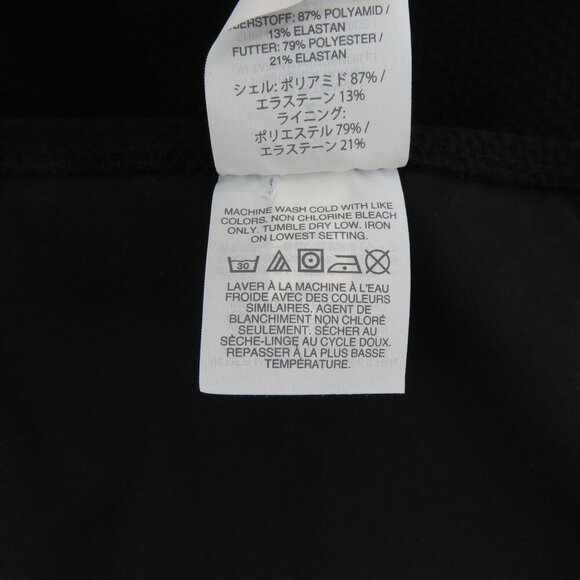 87% POLYAMID /
13% ELASTAN
FUTTER: 79% POLYESTER /
21% ELASTAN
シェル: ポリアミド 87% /
エラステーン 13%
ライニング:
ポリエステル 79% /
エラステーン 21%
MACHINE WASH COLD WITH LIKE
COLORS. NON CHLORINE BLEACH
ONLY. TUMBLE DRY LOW. IRON
ON LOWEST SETTING.
30
LAVER À LA MACHINE À L'EAU
FROIDE AVEC DES COULEURS
SIMILAIRES. AGENT DE
BLANCHIMENT NON CHLORÉ
SEULEMENT. SÉCHER AU
SÈCHE-LINGE AU CYCLE DOUX.
REPASSER À LA PLUS BASSE
TEMPÉRATURE.